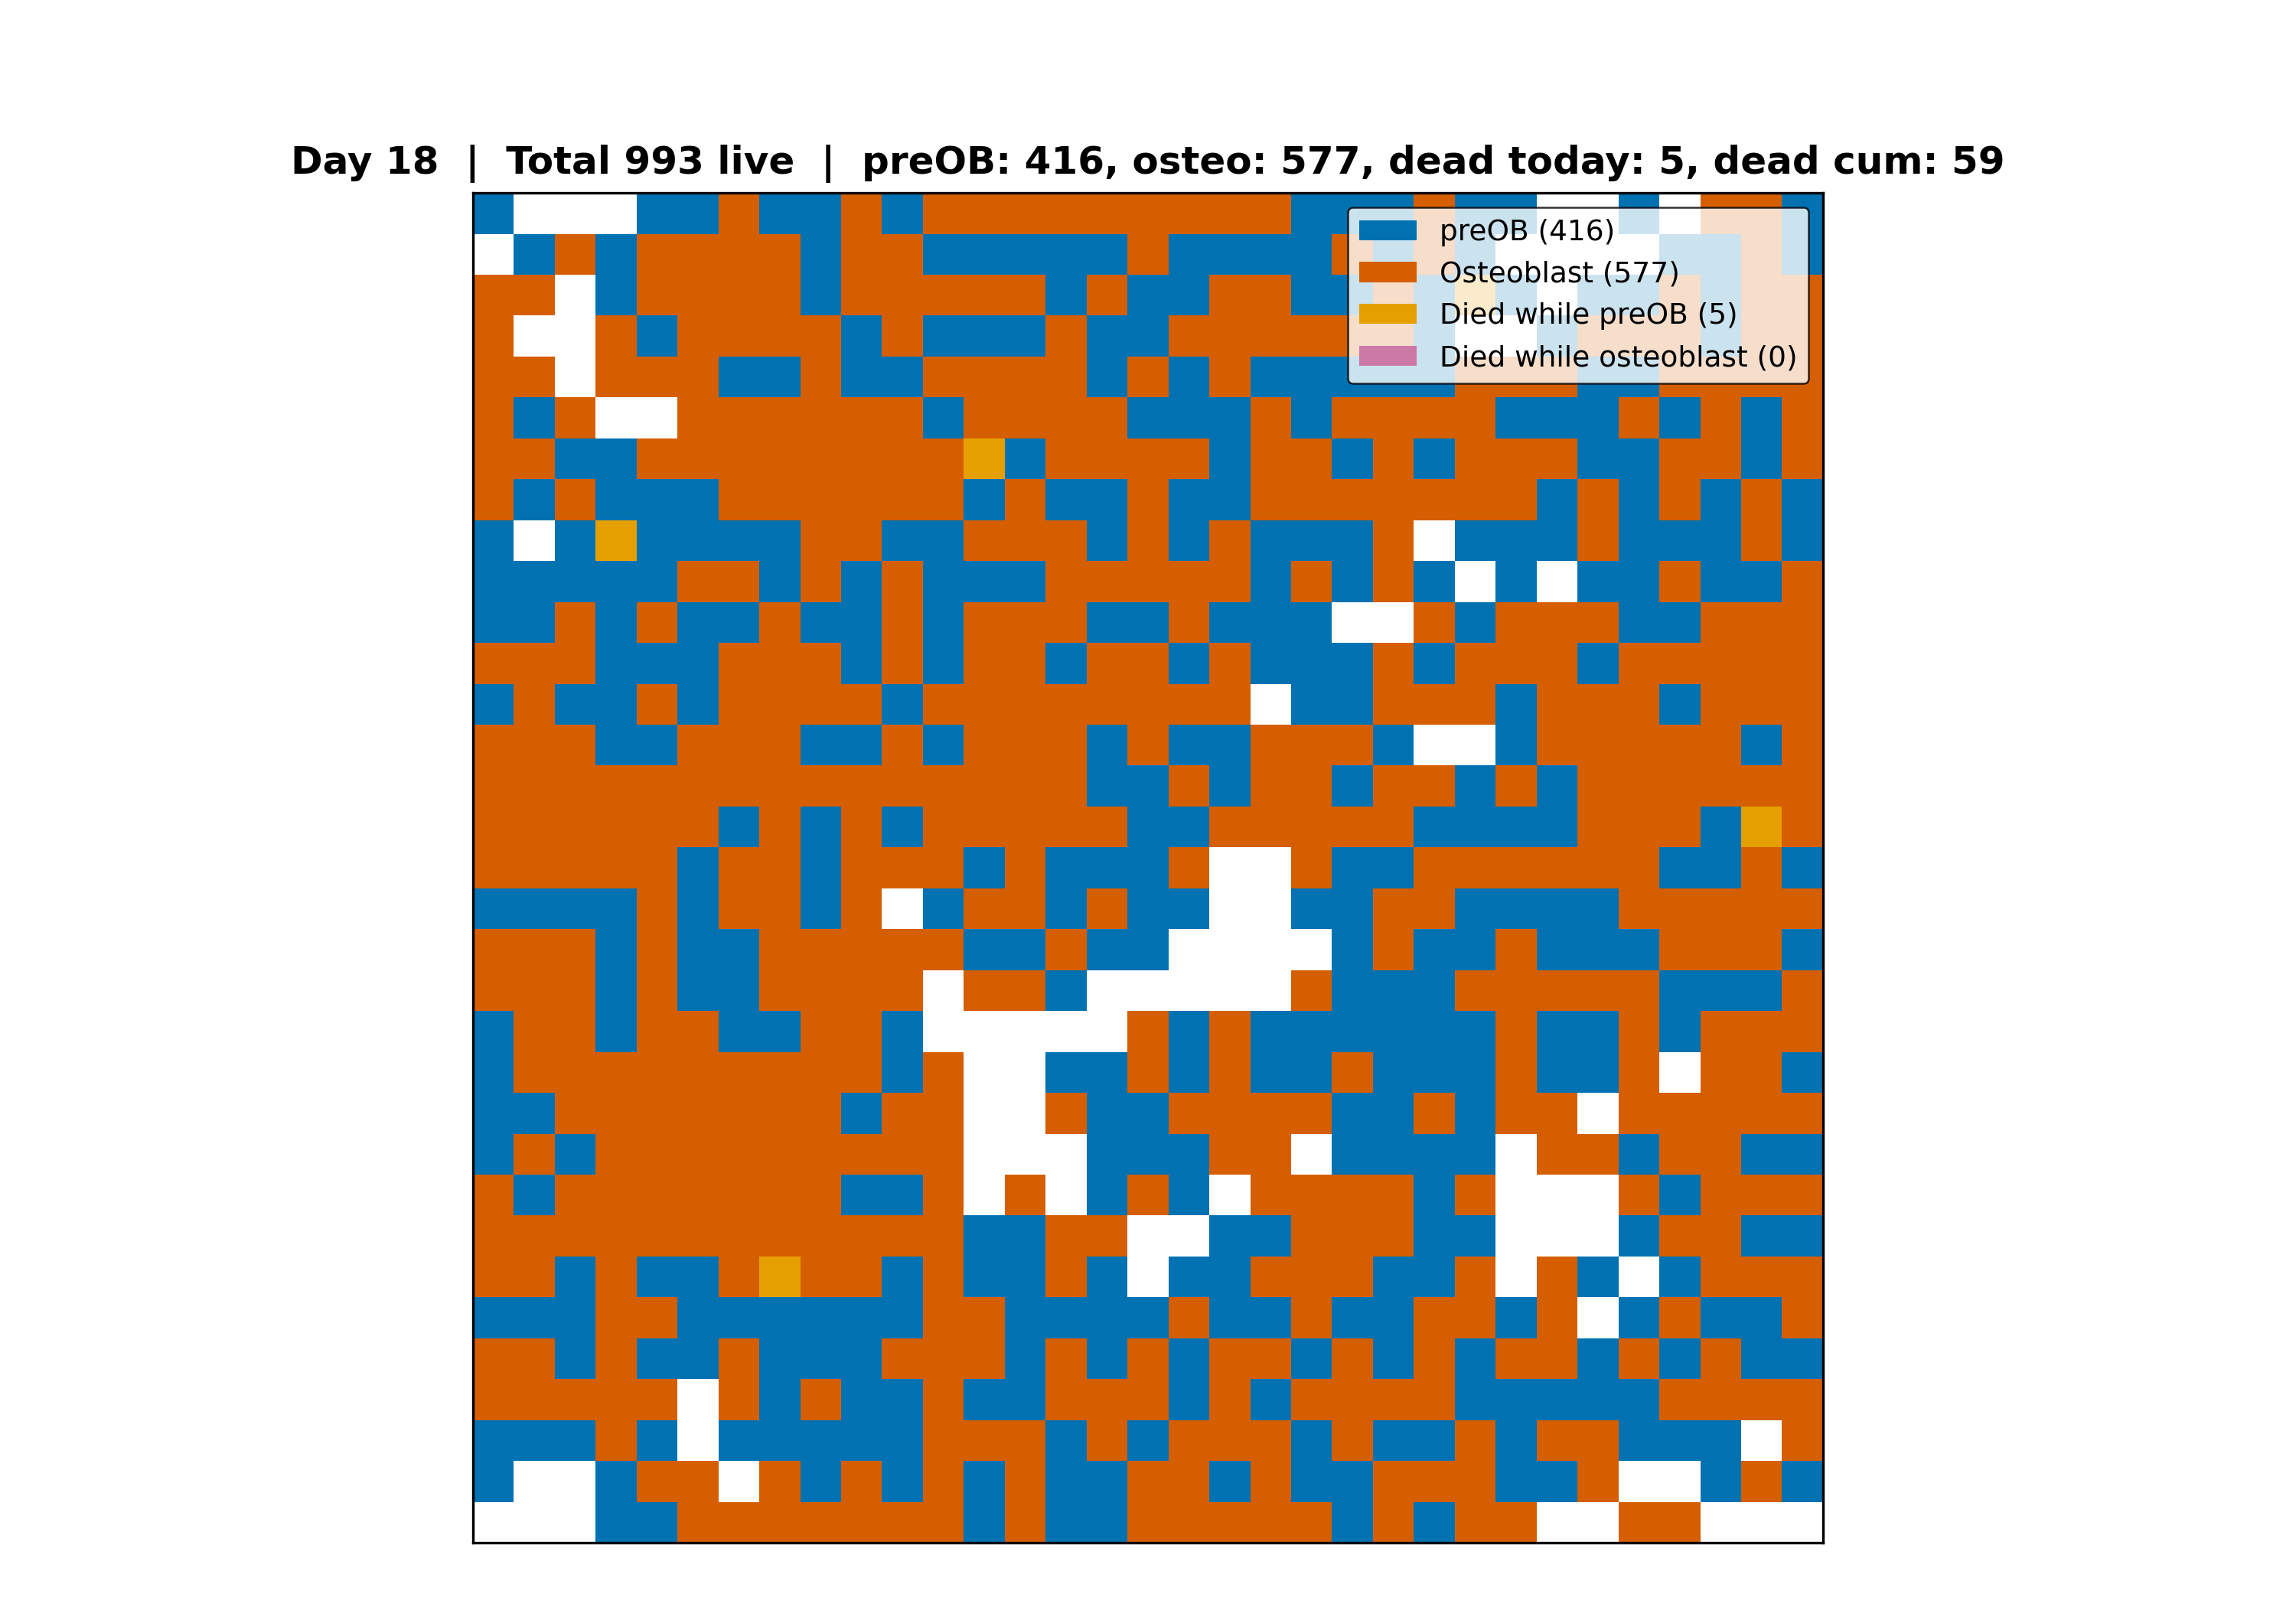 Day 18 | Total 993 live | preOB: 416, osteo: 577, dead today: 5, dead cum: 59
preOB (416)
Osteoblast (577)
Died while preOB (5)
Died while osteoblast (0)